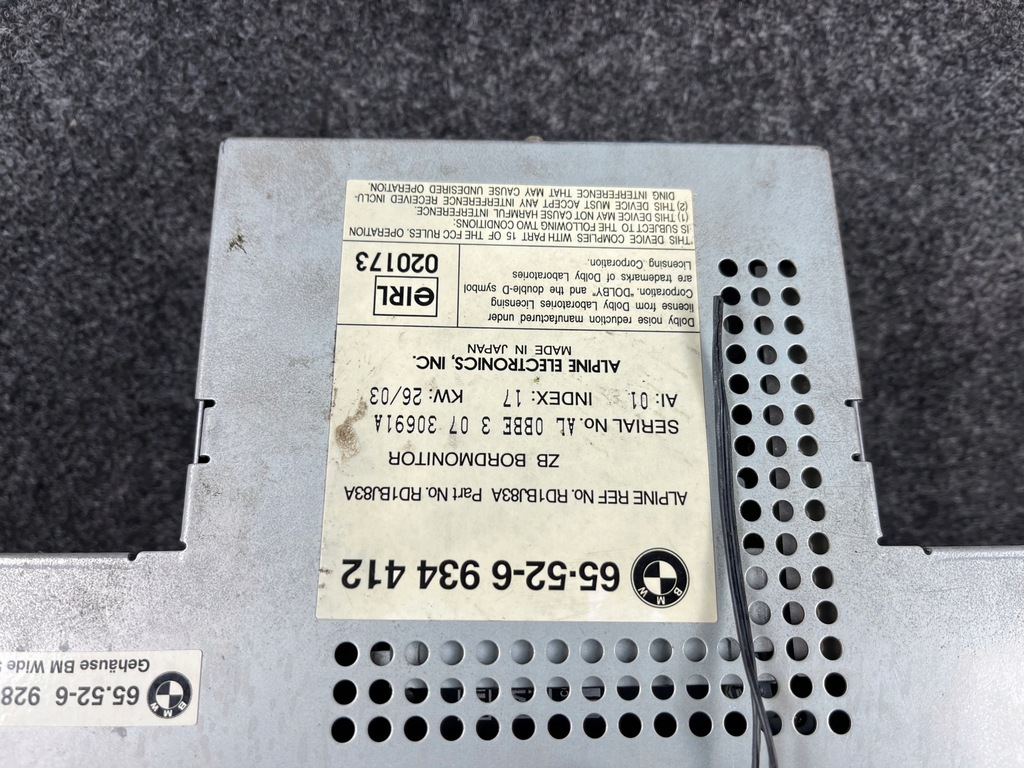 BMW
65·52-6 934 412
ALPINE REF No. RD1BJ83A Part No. RD1BJ83A
ZB BORDMONITOR
SERIAL No. AL 0BBE 3 07 30691A
AI: 01 INDEX: 17 KW: 26/03
ALPINE ELECTRONICS, INC.
MADE IN JAPAN
Dolby noise reduction manufactured under
license from Dolby Laboratories Licensing
Corporation. "DOLBY" and the double-D symbol
are trademarks of Dolby Laboratories
Licensing Corporation.
eIRL
020173
"THIS DEVICE COMPLIES WITH PART 15 OF THE FCC RULES. OPERATION
IS SUBJECT TO THE FOLLOWING TWO CONDITIONS:
(1) THIS DEVICE MAY NOT CAUSE HARMFUL INTERFERENCE.
(2) THIS DEVICE MUST ACCEPT ANY INTERFERENCE RECEIVED INCLU-
DING INTERFERENCE THAT MAY CAUSE UNDESIRED OPERATION.
BMW
65.52-6 928
Gehäuse BM Wide